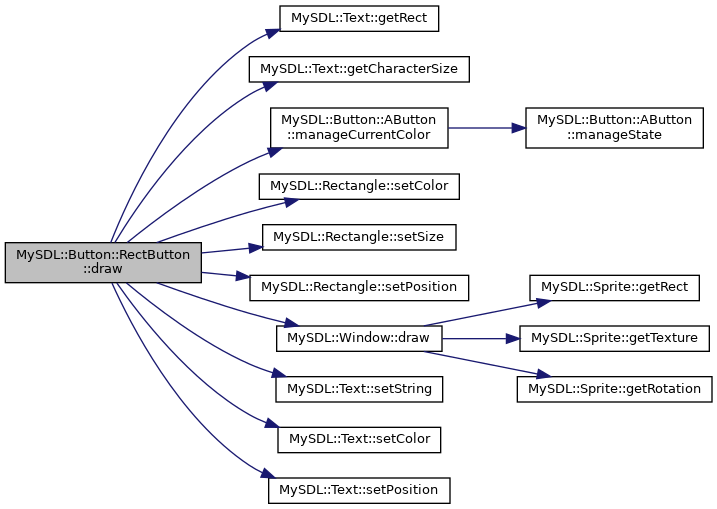 MySDL::Button::RectButton
::draw
MySDL::Text::getRect
MySDL::Text::getCharacterSize
MySDL::Button::AButton
::manageCurrentColor
MySDL::Button::AButton
::manageState
MySDL::Rectangle::setColor
MySDL::Rectangle::setSize
MySDL::Rectangle::setPosition
MySDL::Window::draw
MySDL::Sprite::getRect
MySDL::Sprite::getTexture
MySDL::Sprite::getRotation
MySDL::Text::setString
MySDL::Text::setColor
MySDL::Text::setPosition